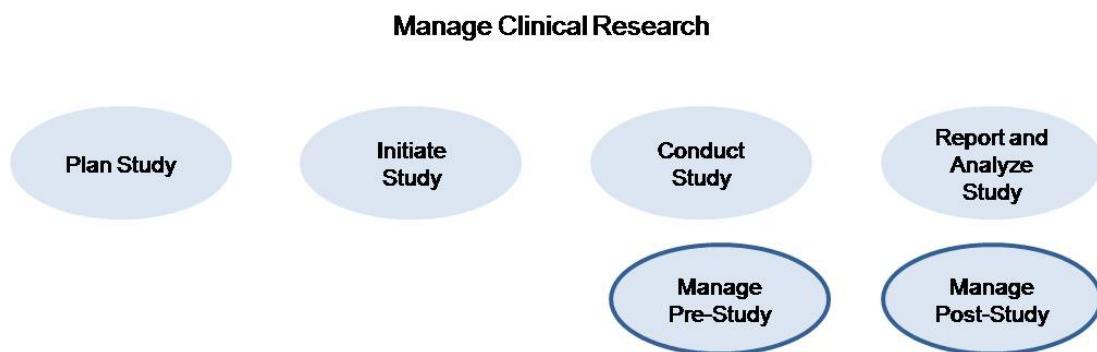 Manage Clinical Research
Plan Study
Initiate
Study
Conduct
Study
Report and
Analyze
Study
Manage
Pre-Study
Manage
Post-Study